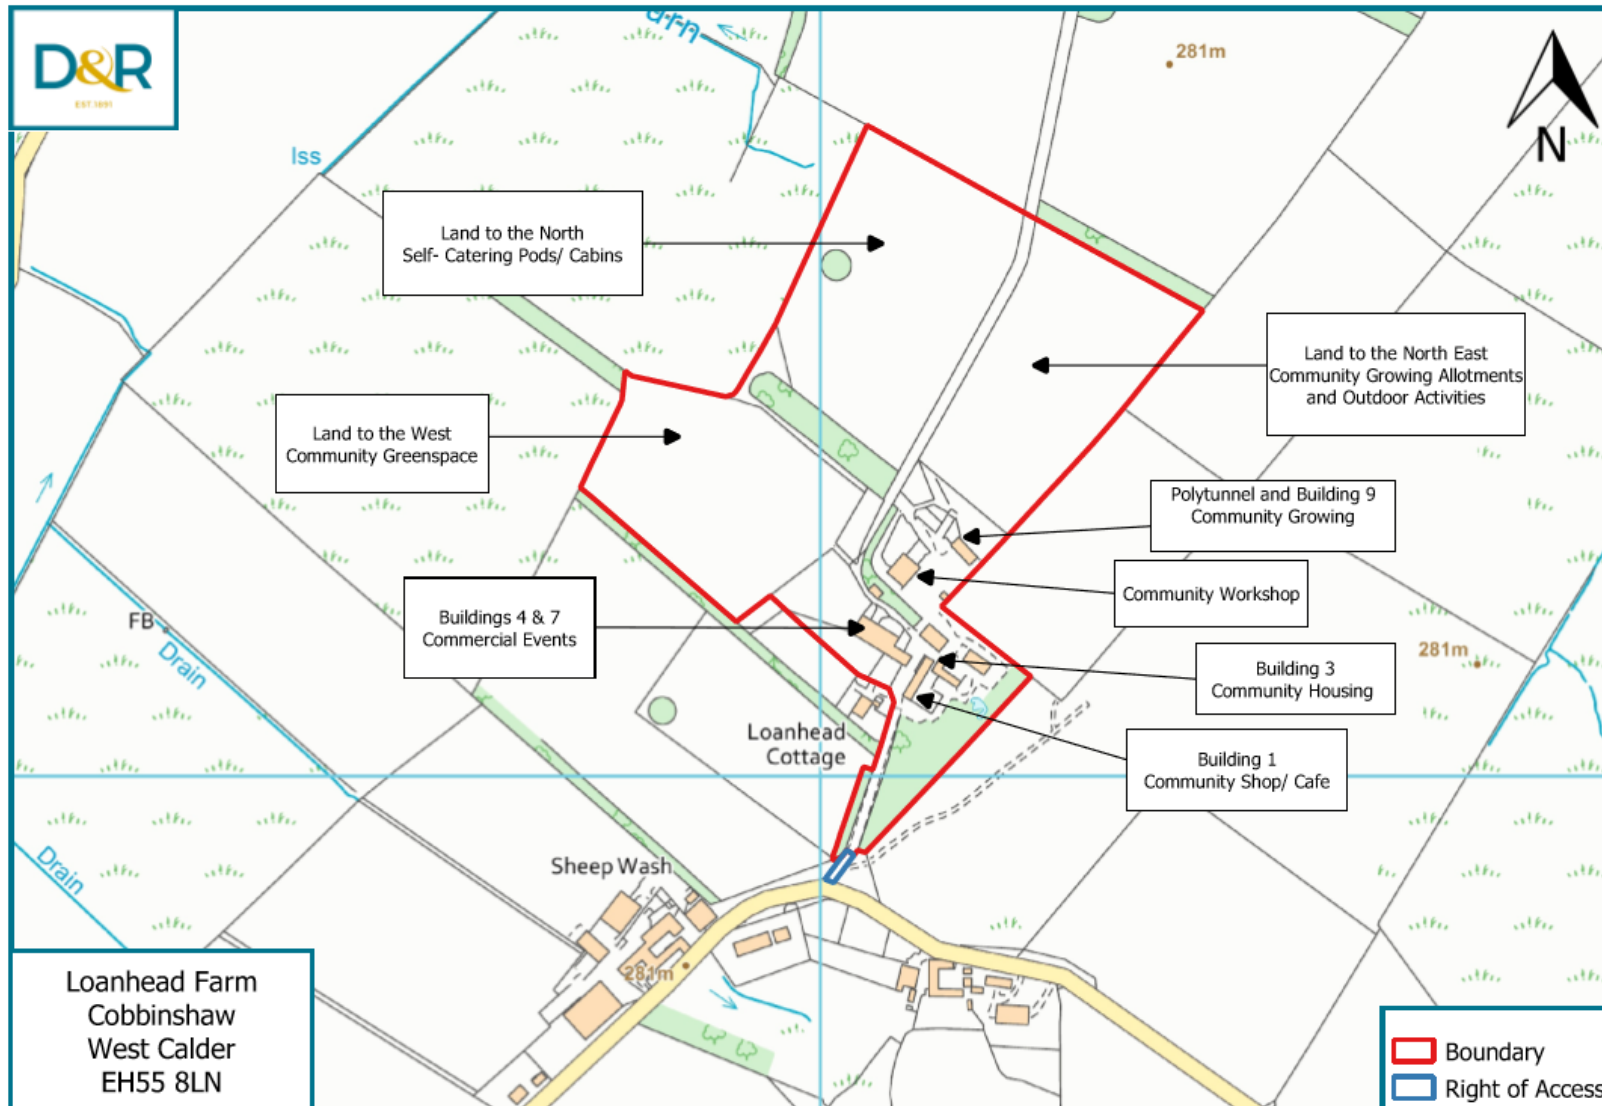 D&R
EST.1891
281m
N
lss
Land to the North
Self- Catering Pods/ Cabins
Land to the North East
Community Growing Allotments
and Outdoor Activities
Land to the West
Community Greenspace
Polytunnel and Building 9
Community Growing
Community Workshop
Buildings 4 & 7
Commercial Events
FB
Drain
281m
Building 3
Community Housing
Loanhead
Cottage
Building 1
Community Shop/ Cafe
Drain
Sheep Wash
281m
Loanhead Farm
Cobbinshaw
West Calder
EH55 8LN
Boundary
Right of Access